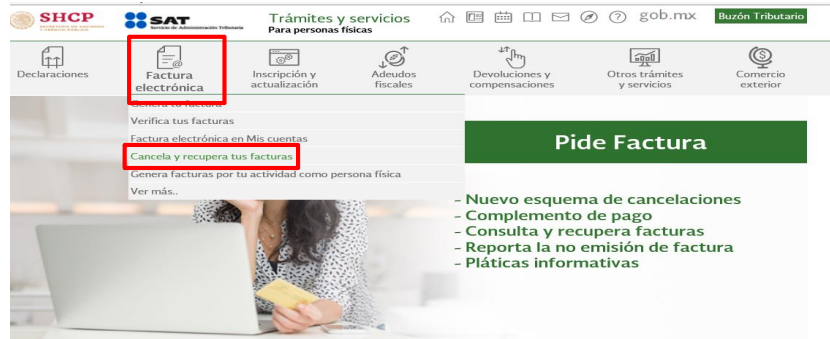 SHCP
SAT
Servicio de Administración Tributaria
Trámites y servicios
Para personas físicas
gob.mx
Buzón Tributario
Declaraciones
Factura electrónica
Inscripción y actualización
Adeudos fiscales
Devoluciones y compensaciones
Otros trámites y servicios
Comercio exterior
Genera tu factura
Verifica tus facturas
Factura electrónica en Mis cuentas
Cancela y recupera tus facturas
Genera facturas por tu actividad como persona física
Ver más..
Pide Factura
- Nuevo esquema de cancelaciones
- Complemento de pago
- Consulta y recupera facturas
- Reporta la no emisión de factura
- Pláticas informativas